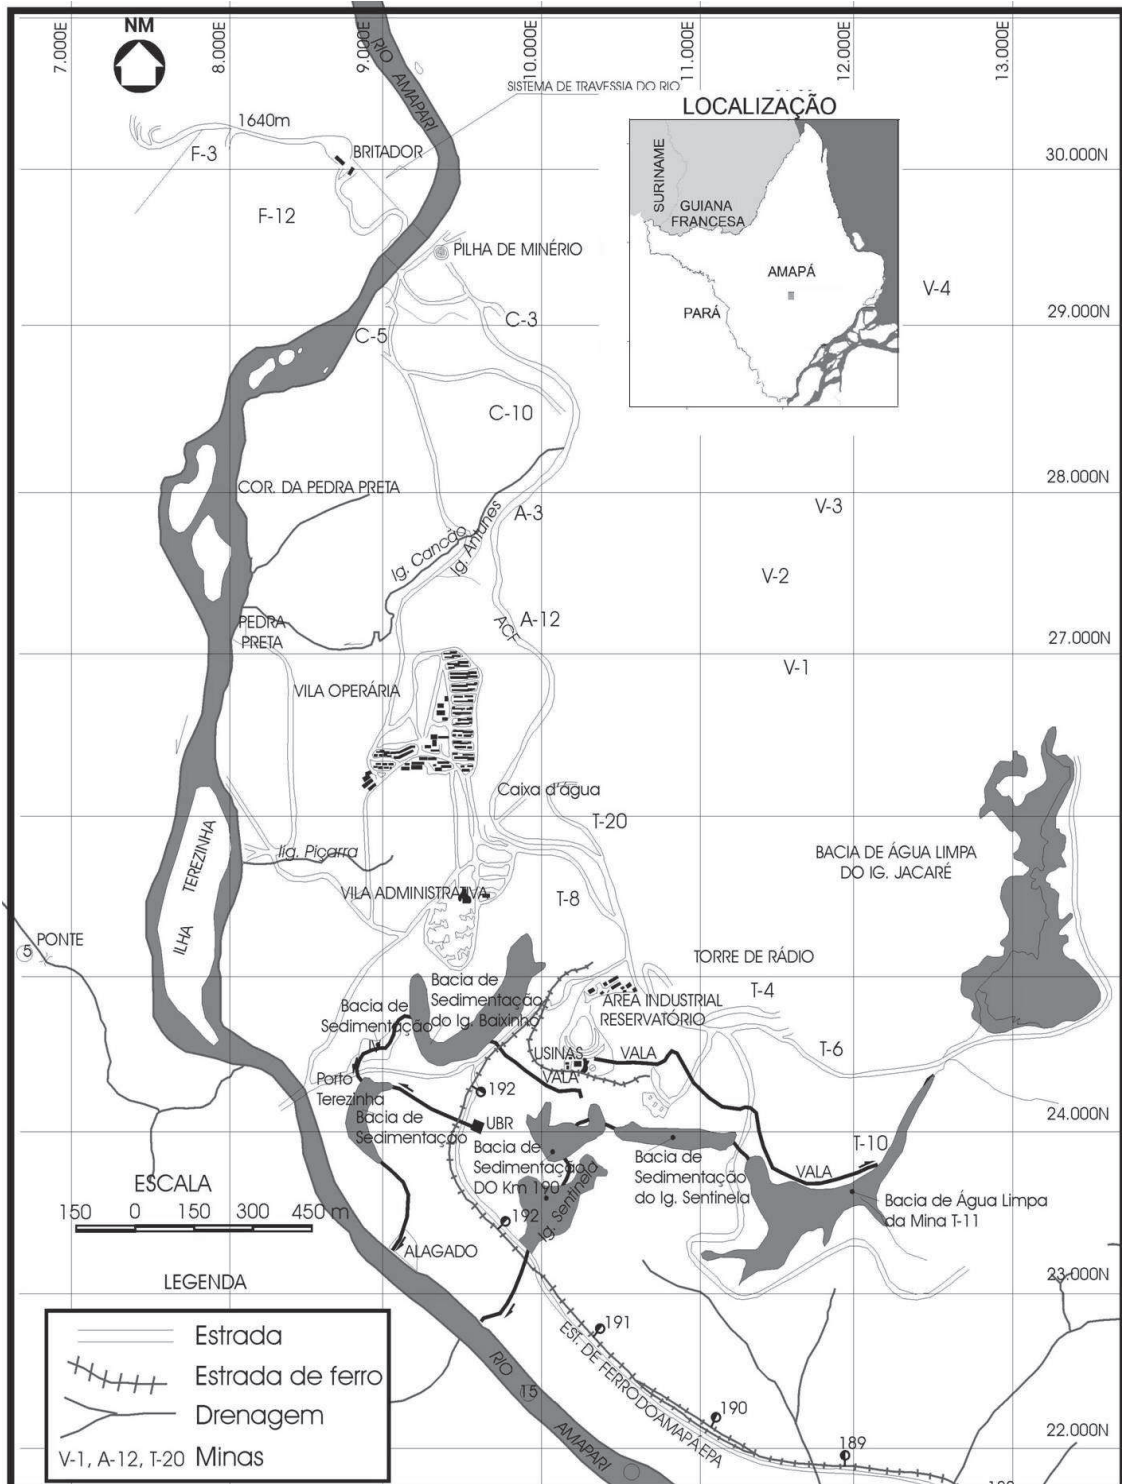 NM
7.000E
8.000E
9.000E
10.000E
11.000E
12.000E
13.000E
RIO AMAPARI
SISTEMA DE TRAVESSIA DO RIO
LOCALIZAÇÃO
SURINAME
GUIANA
FRANCESA
AMAPÁ
PARÁ
1640m
F-3
BRITADOR
30.000N
F-12
PILHA DE MINÉRIO
V-4
29.000N
C-3
C-5
C-10
COR. DA PEDRA PRETA
28.000N
A-3
V-3
Ig. Cancão
Ig. Antunes
V-2
A-12
ACF
PEDRA
PRETA
27.000N
V-1
VILA OPERÁRIA
Caixa d'água
T-20
BACIA DE ÁGUA LIMPA
DO IG. JACARÉ
Iig. Piçarra
ILHA TEREZINHA
VILA ADMINISTRATIVA
T-8
5
PONTE
TORRE DE RÁDIO
T-4
Bacia de
Sedimentação
do Ig. Baixinho
AREA INDUSTRIAL
RESERVATÓRIO
Bacia de
Sedimentação
T-6
USINAS
VALA
VALA
Porto
Terezinha
192
24.000N
Bacia de
Sedimentação
UBR
T-10
Bacia de
Sedimentação
DO Km 190
Ig. Sentinela
Bacia de
Sedimentação
do Ig. Sentinela
VALA
Bacia de Água Limpa
da Mina T-11
ESCALA
150 0 150 300 450 m
192
ALAGADO
23.000N
LEGENDA
191
EST. DE FERRO DO AMAPÁ EPA
Estrada
Estrada de ferro
Drenagem
V-1, A-12, T-20 Minas
RIO AMAPARI
15
190
189
22.000N